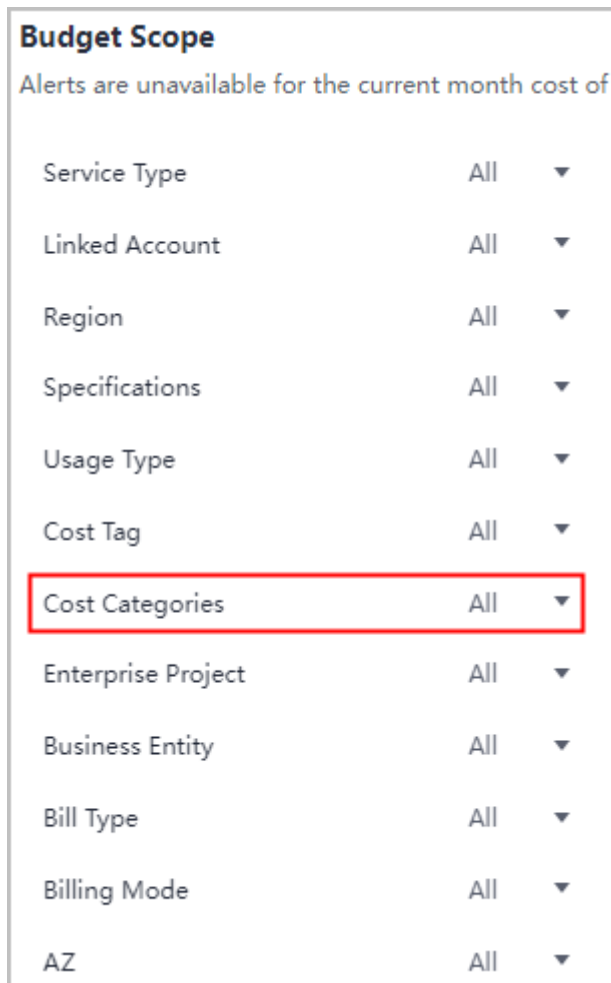 Budget Scope
Alerts are unavailable for the current month cost of
Service Type All
Linked Account All
Region All
Specifications All
Usage Type All
Cost Tag All
Cost Categories All
Enterprise Project All
Business Entity All
Bill Type All
Billing Mode All
AZ All